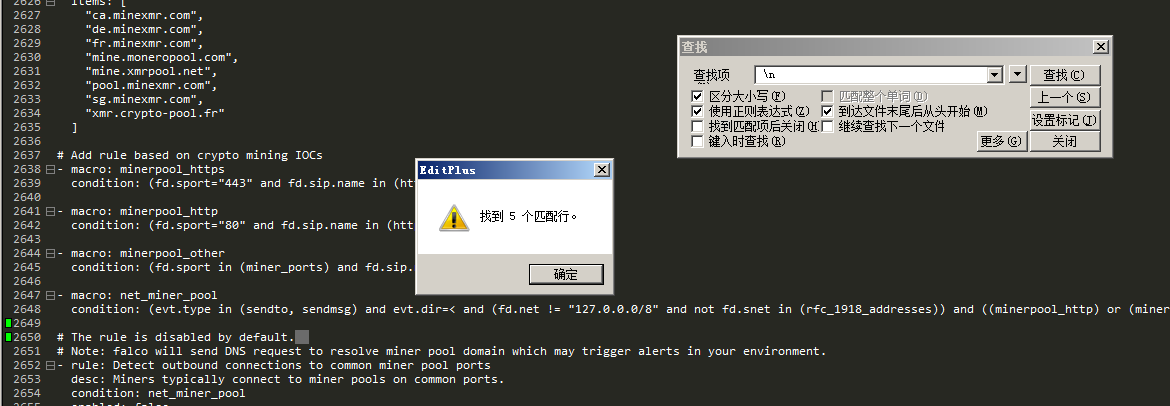 2626 items: [
2627 "ca.minexmr.com",
2628 "de.minexmr.com",
2629 "fr.minexmr.com",
2630 "mine.moneropool.com",
2631 "mine.xmrpool.net",
2632 "pool.minexmr.com",
2633 "sg.minexmr.com",
2634 "xmr.crypto-pool.fr"
2635 ]
2636
2637 # Add rule based on crypto mining IOCs
2638 - macro: minerpool_https
2639 condition: (fd.sport="443" and fd.sip.name in (htt
2640
2641 - macro: minerpool_http
2642 condition: (fd.sport="80" and fd.sip.name in (htt
2643
2644 - macro: minerpool_other
2645 condition: (fd.sport in (miner_ports) and fd.sip.
2646
2647 - macro: net_miner_pool
2648 condition: (evt.type in (sendto, sendmsg) and evt.dir=< and (fd.net != "127.0.0.0/8" and not fd.snet in (rfc_1918_addresses)) and ((minerpool_http) or (miner
2649
2650 # The rule is disabled by default.
2651 # Note: falco will send DNS request to resolve miner pool domain which may trigger alerts in your environment.
2652 - rule: Detect outbound connections to common miner pool ports
2653 desc: Miners typically connect to miner pools on common ports.
2654 condition: net_miner_pool
查找
查找项 \n 查找(C)
区分大小写(F) 匹配整个单词(D) 上一个(S)
使用正则表达式(Z) 到达文件末尾后从头开始(M) 设置标记(T)
找到匹配项后关闭(H) 继续查找下一个文件
键入时查找(R) 更多(G) 关闭
EditPlus
找到 5 个匹配行。
确定